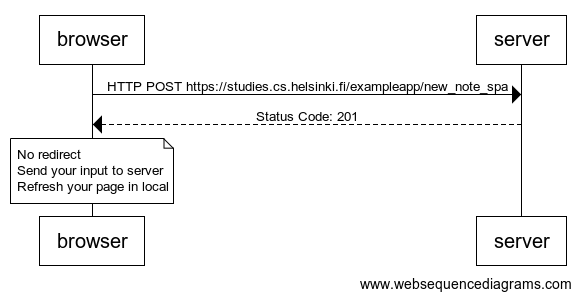 browser
server
HTTP POST https://studies.cs.helsinki.fi/exampleapp/new_note_spa
Status Code: 201
No redirect
Send your input to server
Refresh your page in local
browser
server
www.websequencediagrams.com